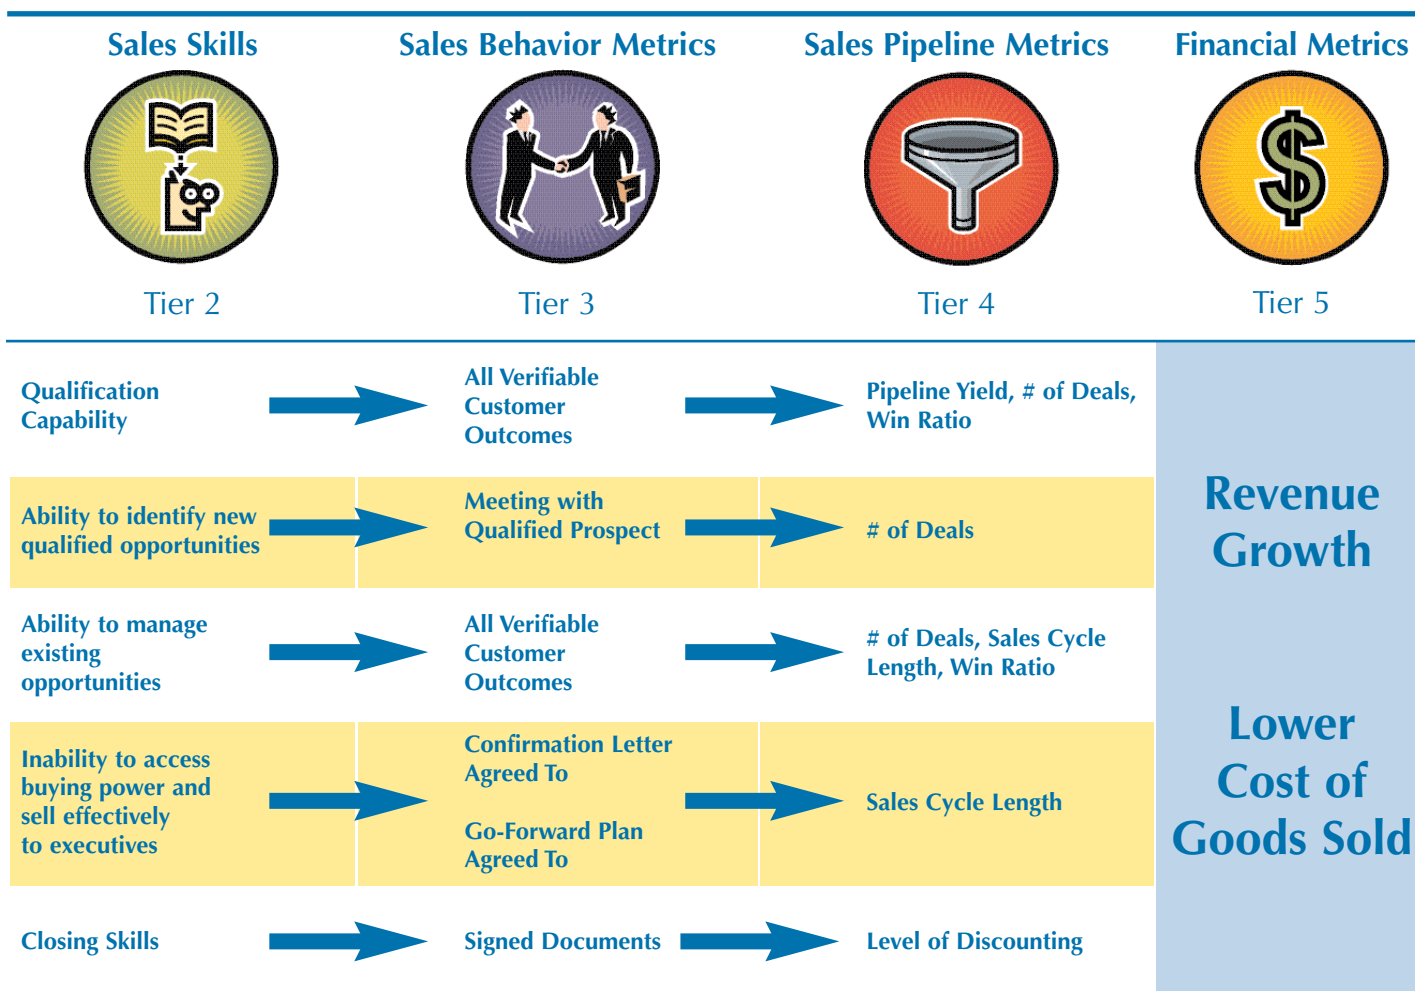 Sales Skills
Sales Behavior Metrics
Sales Pipeline Metrics
Financial Metrics
Tier 2
Tier 3
Tier 4
Tier 5
Qualification
Capability
All Verifiable
Customer
Outcomes
Pipeline Yield, # of Deals,
Win Ratio
Ability to identify new
qualified opportunities
Meeting with
Qualified Prospect
# of Deals
Ability to manage
existing
opportunities
All Verifiable
Customer
Outcomes
# of Deals, Sales Cycle
Length, Win Ratio
Inability to access
buying power and
sell effectively
to executives
Confirmation Letter
Agreed To
Go-Forward Plan
Agreed To
Sales Cycle Length
Closing Skills
Signed Documents
Level of Discounting
Revenue
Growth
Lower
Cost of
Goods Sold